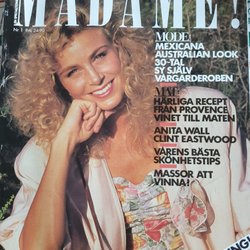 MADAME!
Nr 1
MODE:
MEXICANA
AUSTRALIAN LOOK
30-TAL
SY SJÄLV
VARGARDEROBEN
MAT:
HÄRLIGA RECEPT
FRÅN PROVENCE
VINET TILL MATEN
ANITA WALL
CLINT EASTWOOD
VÅRENS BÄSTA
SKÖNHETSTIPS
MASSOR ATT
VINNA!